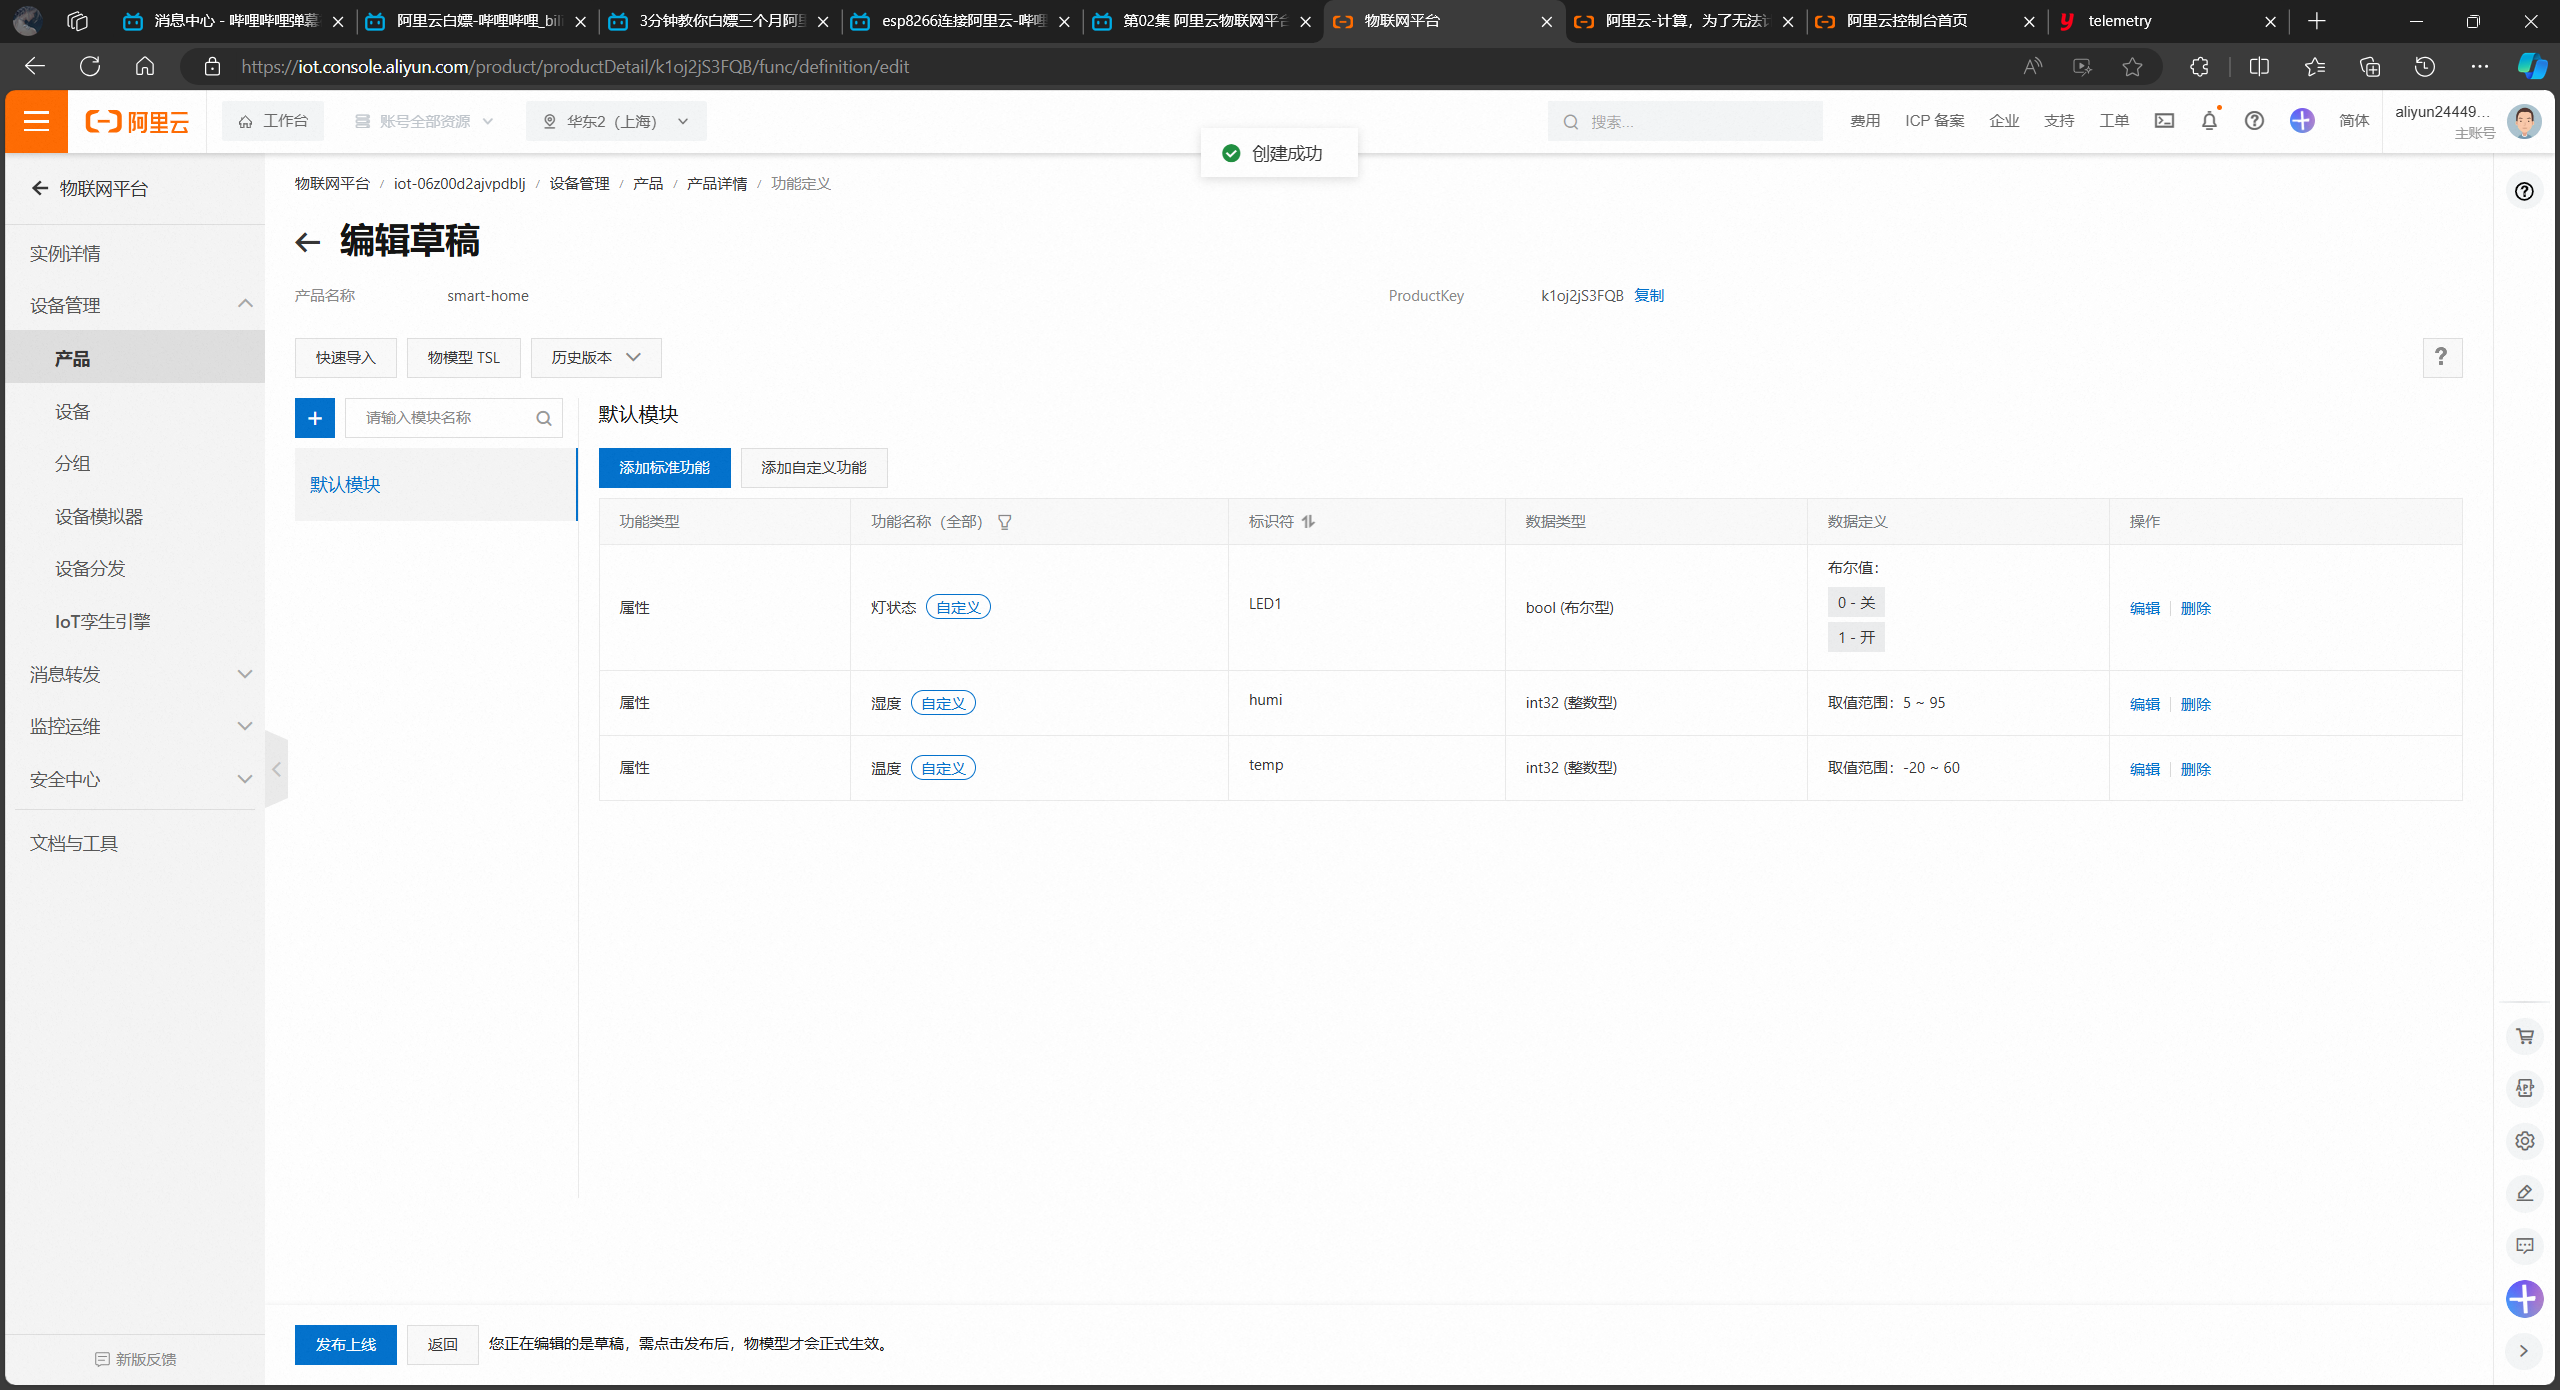 消息中心 - 哔哩哔哩弹幕
阿里云白嫖-哔哩哔哩_bili
3分钟教你白嫖三个月阿里
esp8266连接阿里云-哔哩
第02集 阿里云物联网平台
物联网平台
阿里云-计算，为了无法计
阿里云控制台首页
telemetry
https://iot.console.aliyun.com/product/productDetail/k1oj2jS3FQB/func/definition/edit
阿里云
工作台
账号全部资源
华东2（上海）
搜索...
费用
ICP 备案
企业
支持
工单
简体
aliyun24449...
主账号
创建成功
物联网平台
实例详情
设备管理
产品
设备
分组
设备模拟器
设备分发
IoT孪生引擎
消息转发
监控运维
安全中心
文档与工具
新版反馈
物联网平台 / iot-06z00d2ajvpdblj / 设备管理 / 产品 / 产品详情 / 功能定义
编辑草稿
产品名称 smart-home
ProductKey k1oj2jS3FQB 复制
快速导入 物模型 TSL 历史版本
?
+ 请输入模块名称
默认模块
默认模块
添加标准功能 添加自定义功能
功能类型 功能名称（全部） 标识符 数据类型 数据定义 操作
属性 灯状态 自定义 LED1 bool (布尔型) 布尔值：
0 - 关
1 - 开
编辑 删除
属性 湿度 自定义 humi int32 (整数型) 取值范围：5 ~ 95 编辑 删除
属性 温度 自定义 temp int32 (整数型) 取值范围：-20 ~ 60 编辑 删除
APP
发布上线 返回 您正在编辑的是草稿，需点击发布后，物模型才会正式生效。